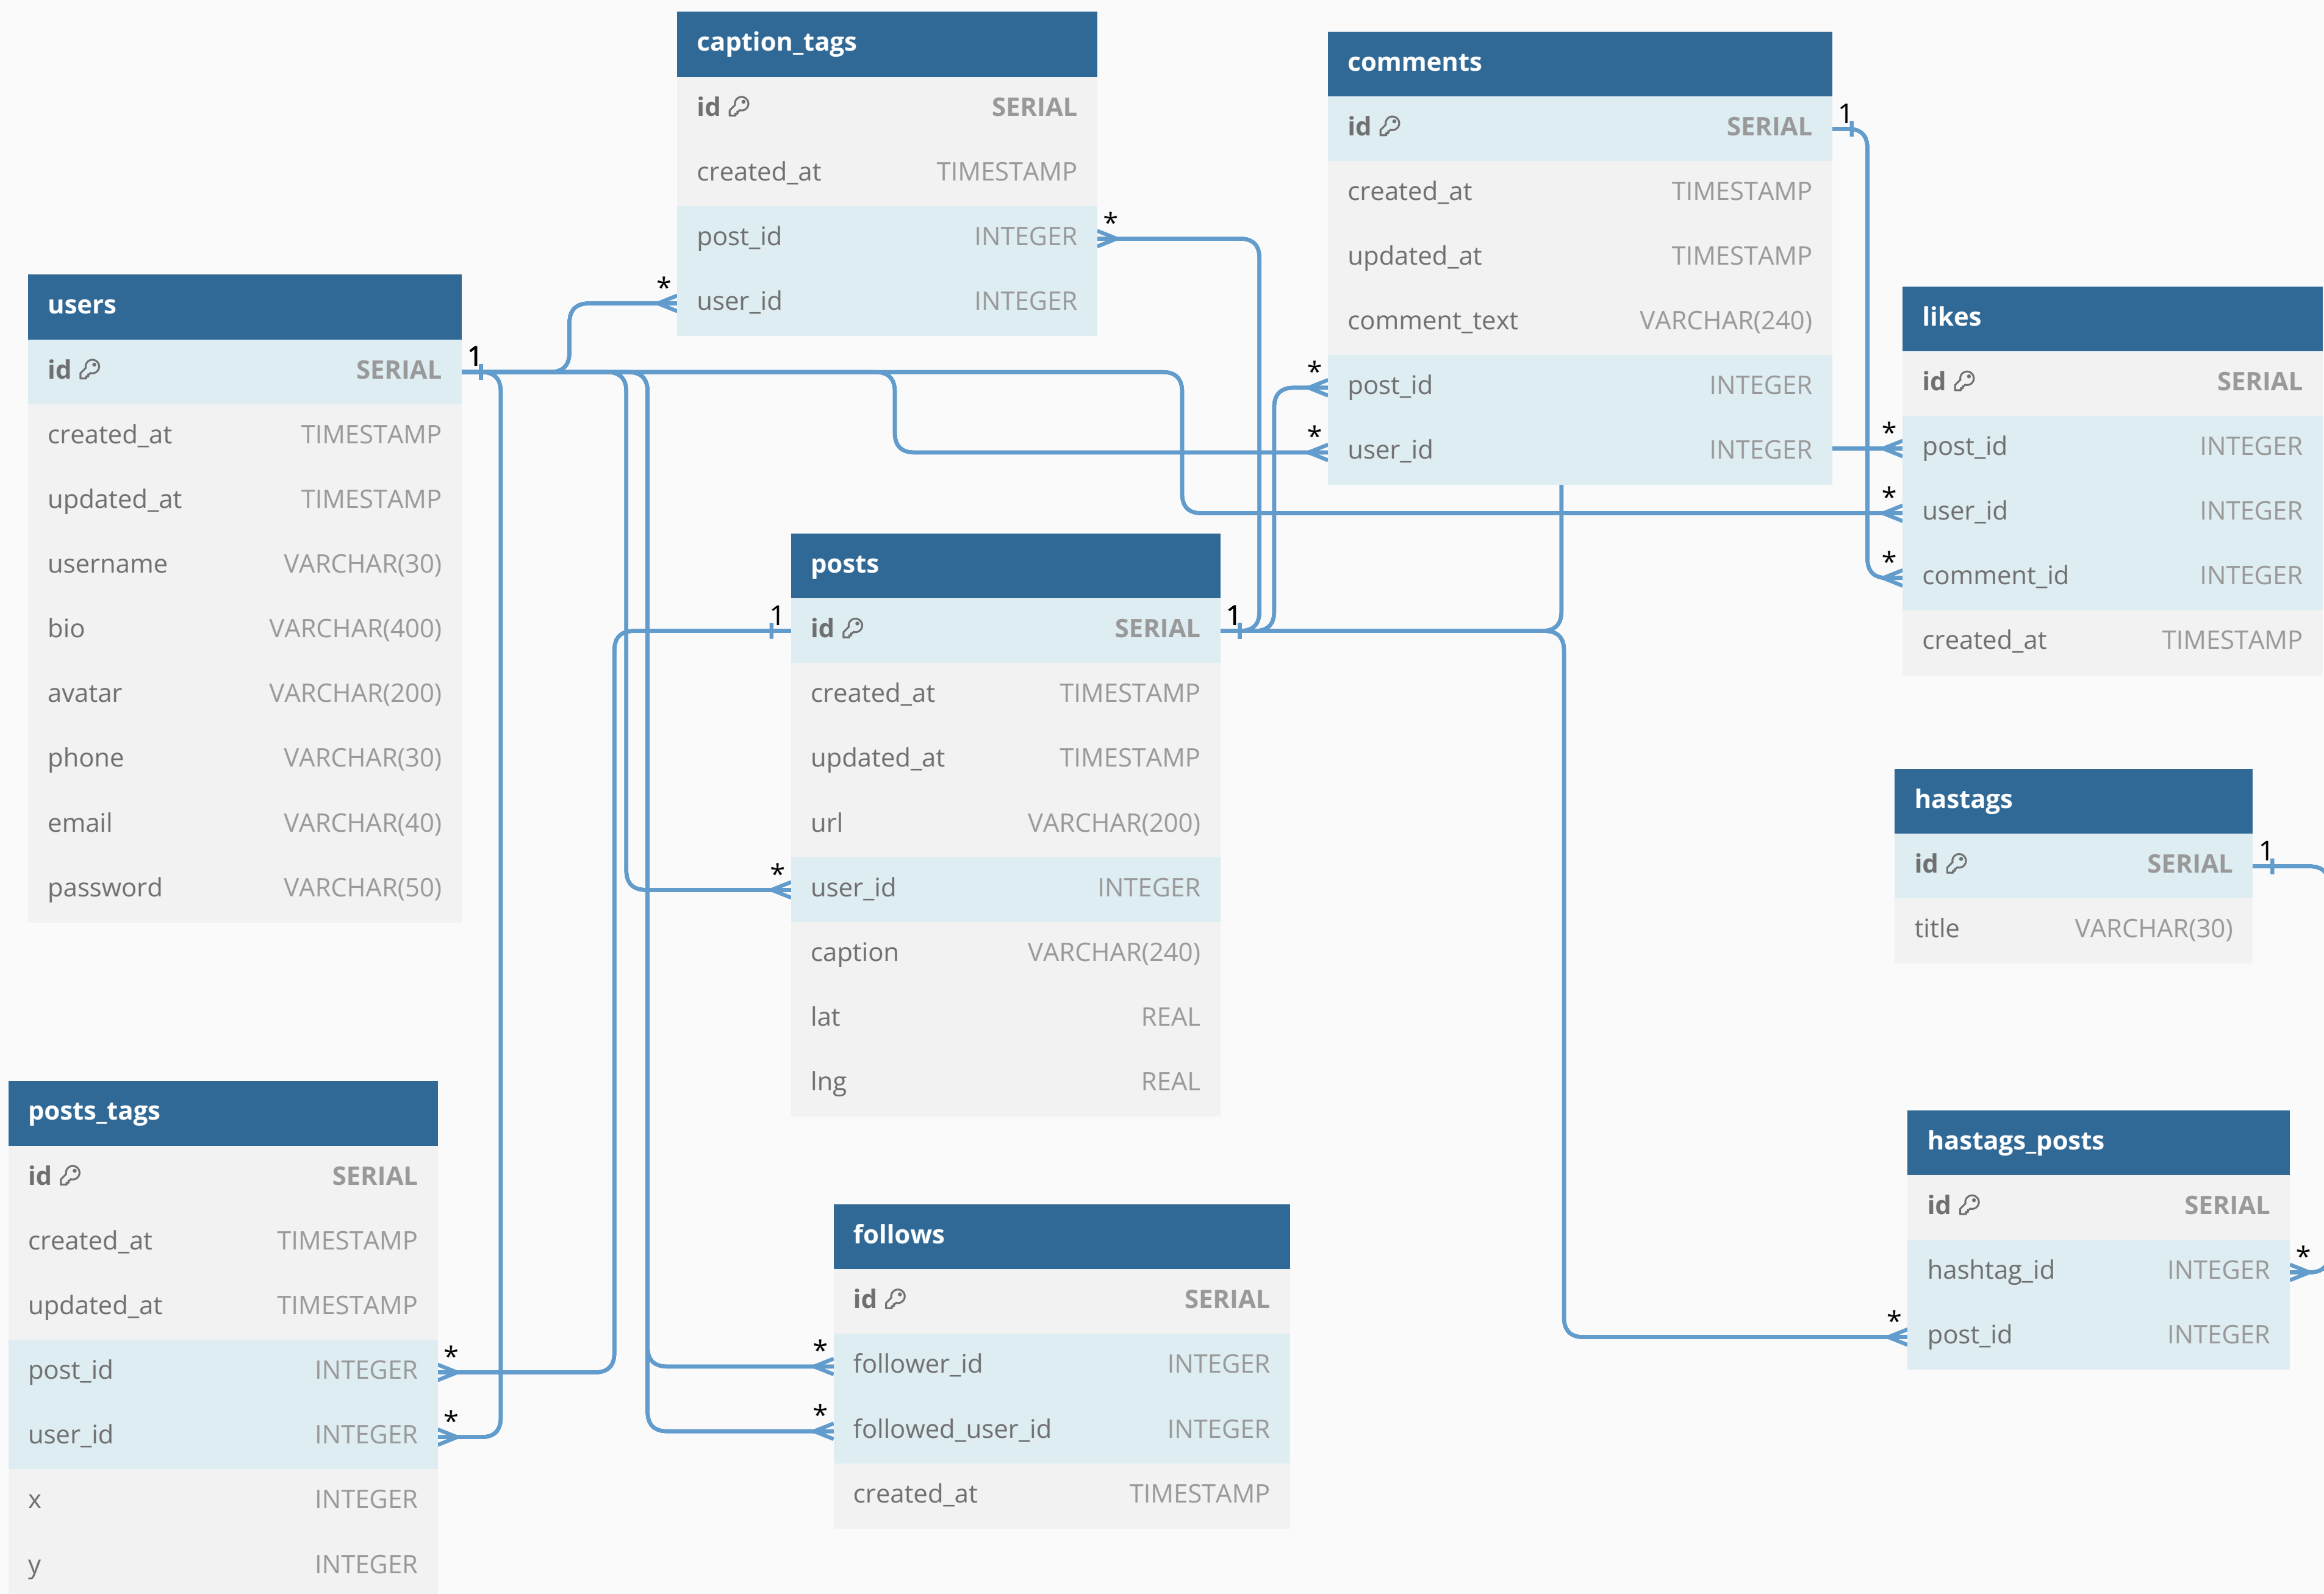 caption_tags
id SERIAL
created_at TIMESTAMP
* post_id INTEGER
* user_id INTEGER
comments
id SERIAL 1
created_at TIMESTAMP
updated_at TIMESTAMP
comment_text VARCHAR(240)
* post_id INTEGER
* user_id INTEGER
users
id SERIAL 1
created_at TIMESTAMP
updated_at TIMESTAMP
username VARCHAR(30)
bio VARCHAR(400)
avatar VARCHAR(200)
phone VARCHAR(30)
email VARCHAR(40)
password VARCHAR(50)
likes
id SERIAL
* post_id INTEGER
* user_id INTEGER
* comment_id INTEGER
created_at TIMESTAMP
posts
1 id SERIAL 1
created_at TIMESTAMP
updated_at TIMESTAMP
url VARCHAR(200)
* user_id INTEGER
caption VARCHAR(240)
lat REAL
lng REAL
hastags
id SERIAL 1
title VARCHAR(30)
posts_tags
id SERIAL
created_at TIMESTAMP
updated_at TIMESTAMP
post_id INTEGER *
user_id INTEGER *
x INTEGER
y INTEGER
follows
id SERIAL
* follower_id INTEGER
* followed_user_id INTEGER
created_at TIMESTAMP
hastags_posts
id SERIAL
hashtag_id INTEGER *
* post_id INTEGER